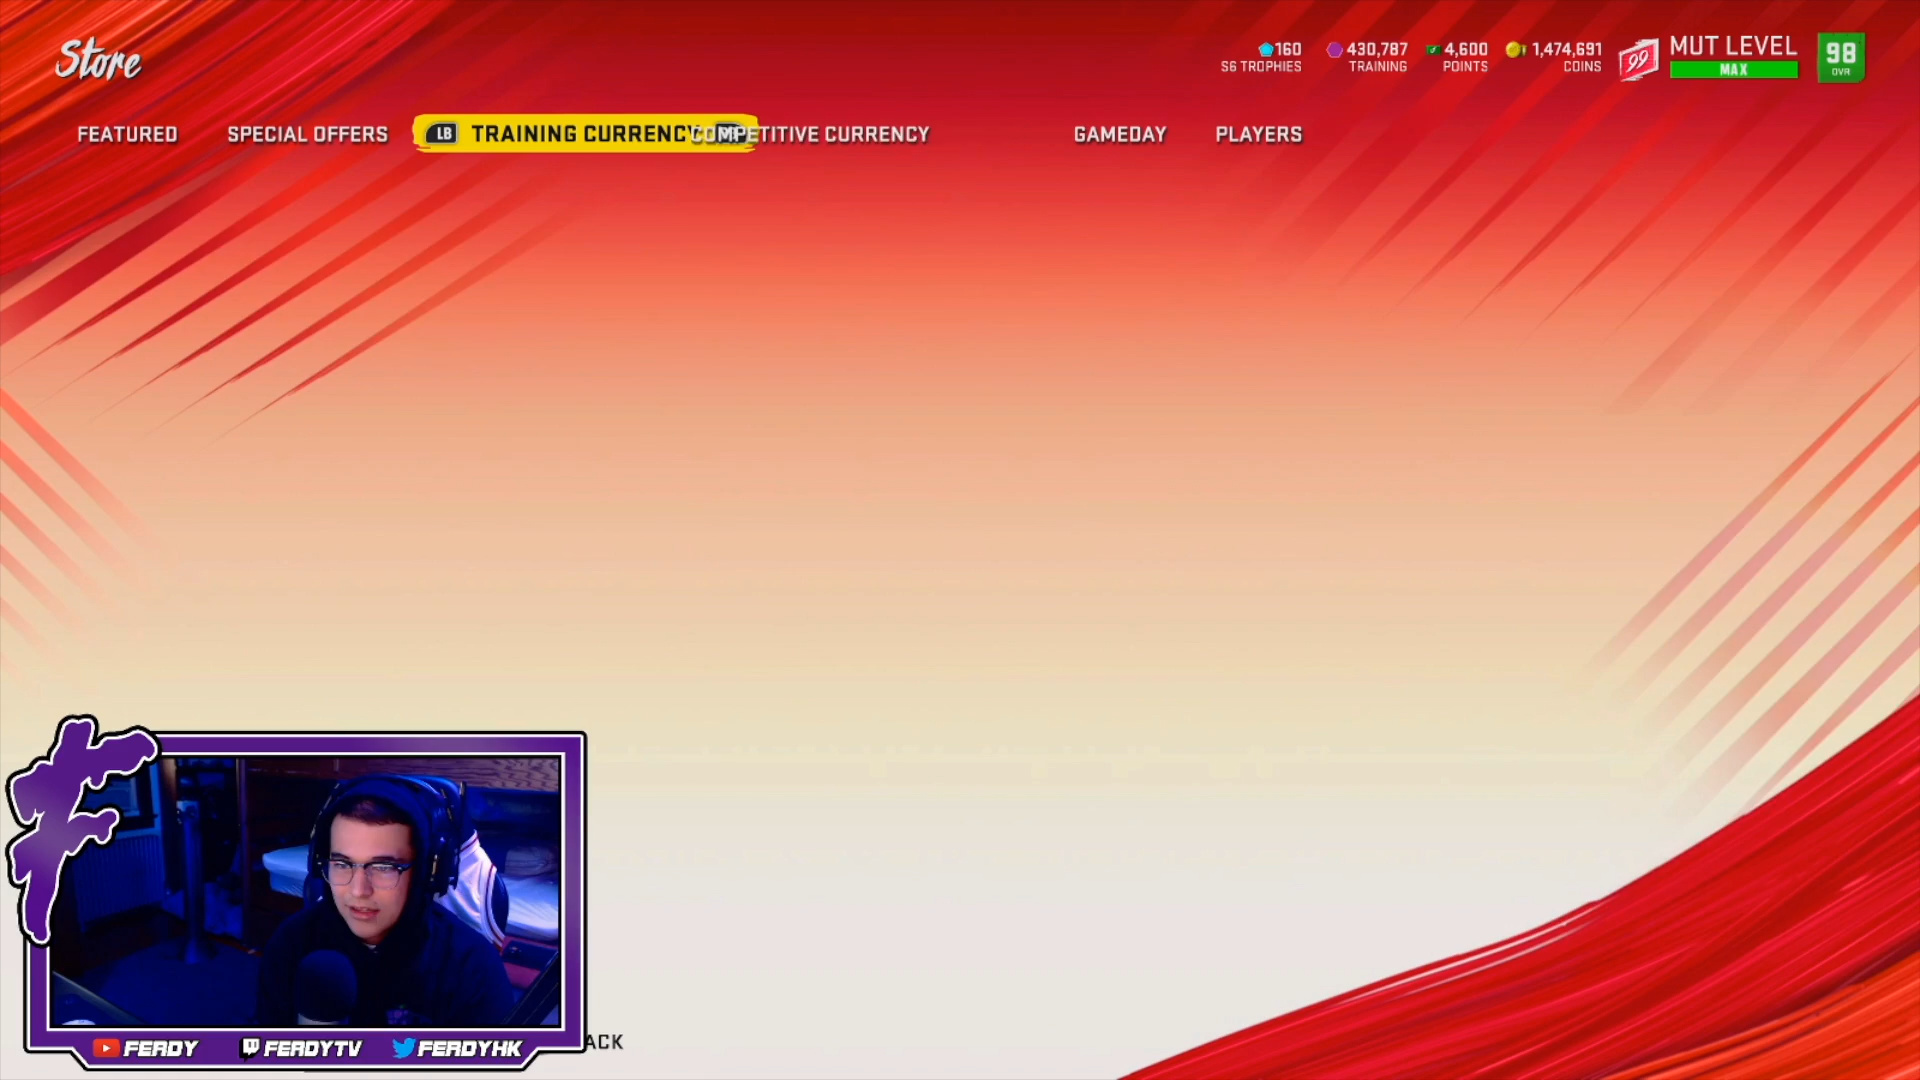 Store
160
S6 TROPHIES
430,787
TRAINING
4,600
POINTS
1,474,691
COINS
99
MUT LEVEL
MAX
98
OVR
FEATURED
SPECIAL OFFERS
LB
TRAINING CURRENCY
COMPETITIVE CURRENCY
GAMEDAY
PLAYERS
ACK
FERDY
FERDYTV
FERDYHK